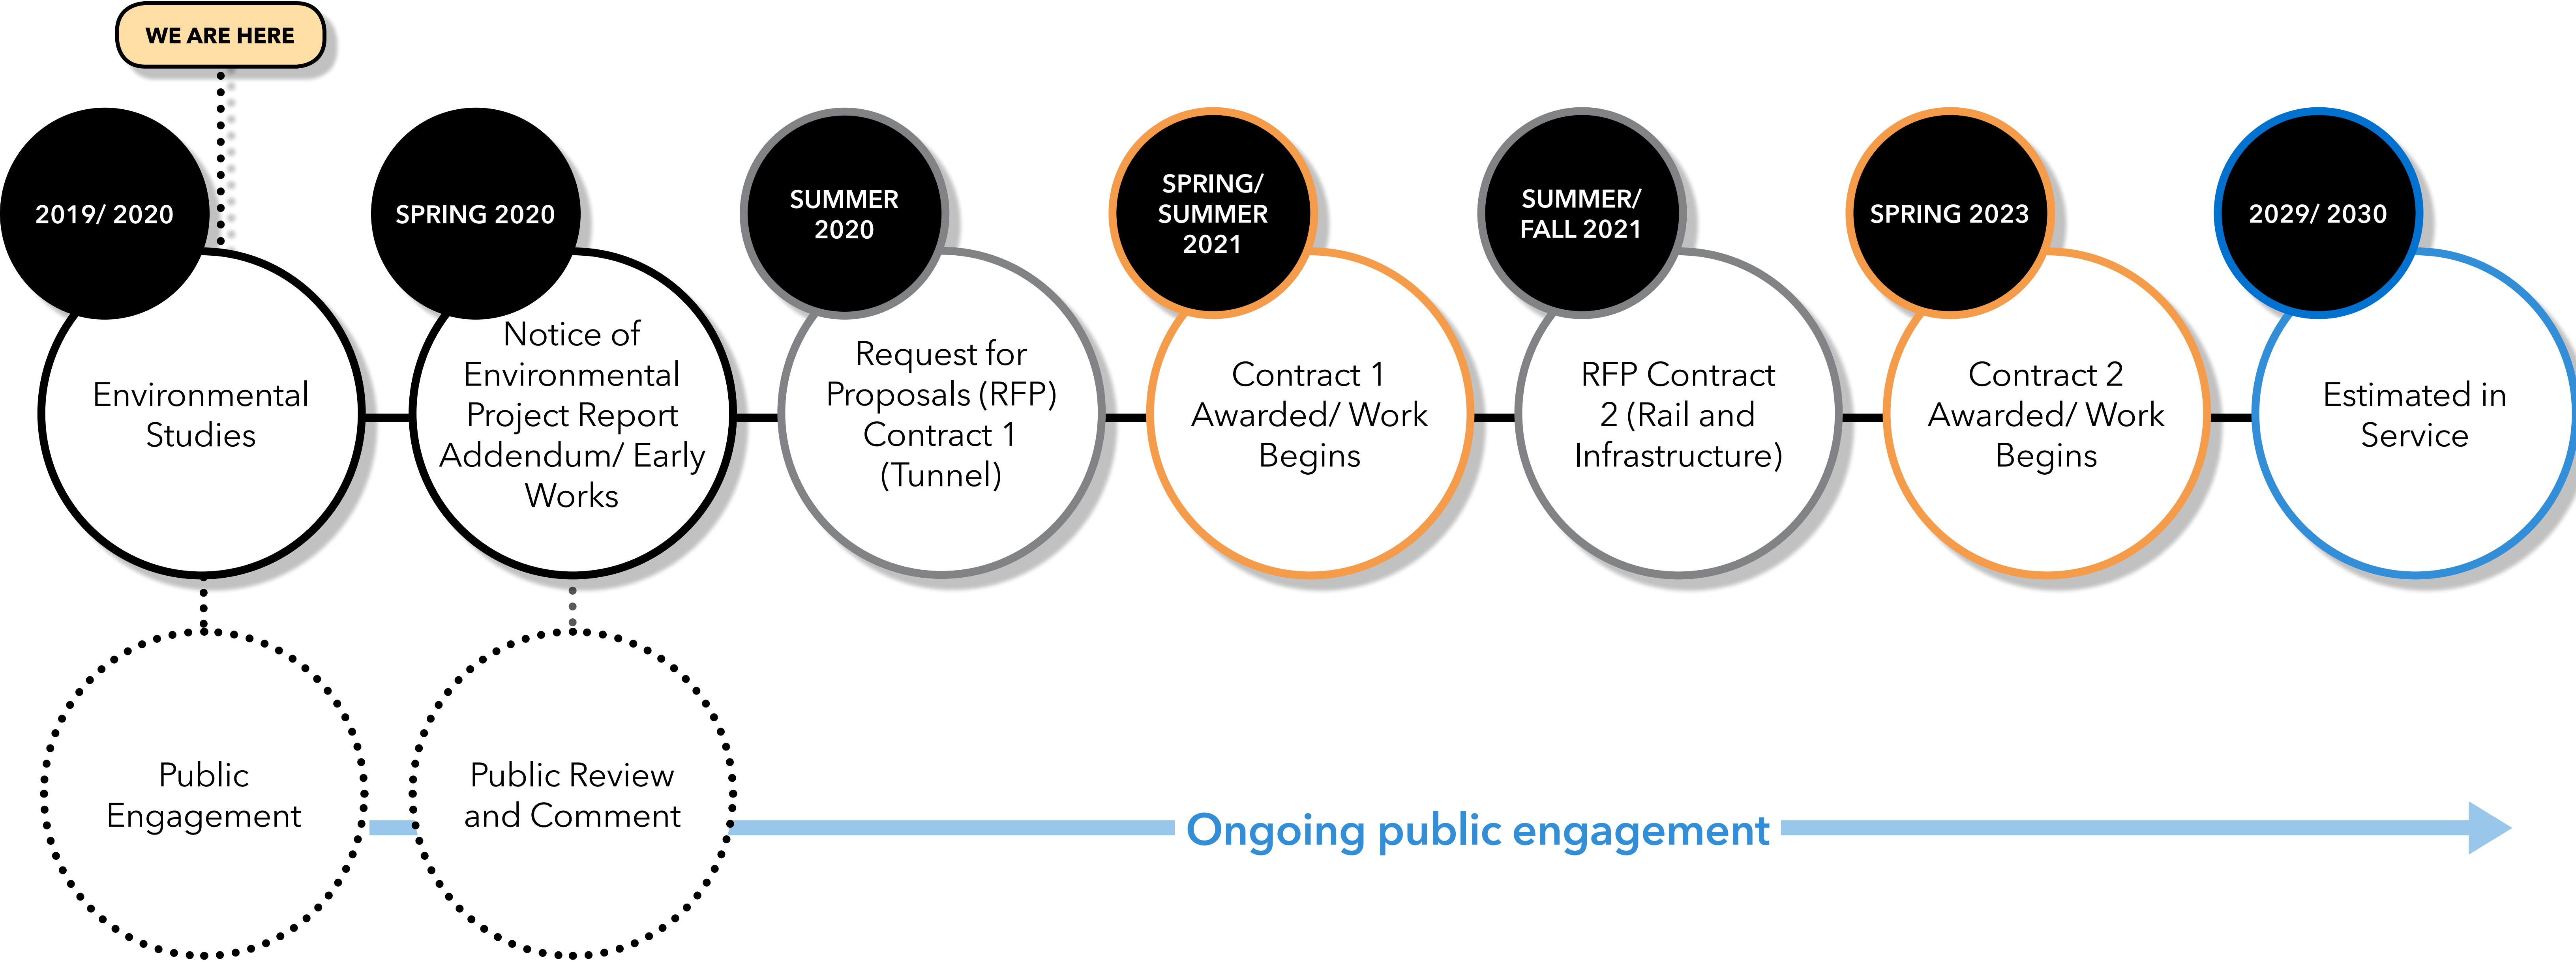 WE ARE HERE
2019/ 2020
Environmental
Studies
SPRING 2020
Notice of
Environmental
Project Report
Addendum/ Early
Works
SUMMER
2020
Request for
Proposals (RFP)
Contract 1
(Tunnel)
SPRING/
SUMMER
2021
Contract 1
Awarded/ Work
Begins
SUMMER/
FALL 2021
RFP Contract
2 (Rail and
Infrastructure)
SPRING 2023
Contract 2
Awarded/ Work
Begins
2029/ 2030
Estimated in
Service
Public
Engagement
Public Review
and Comment
Ongoing public engagement